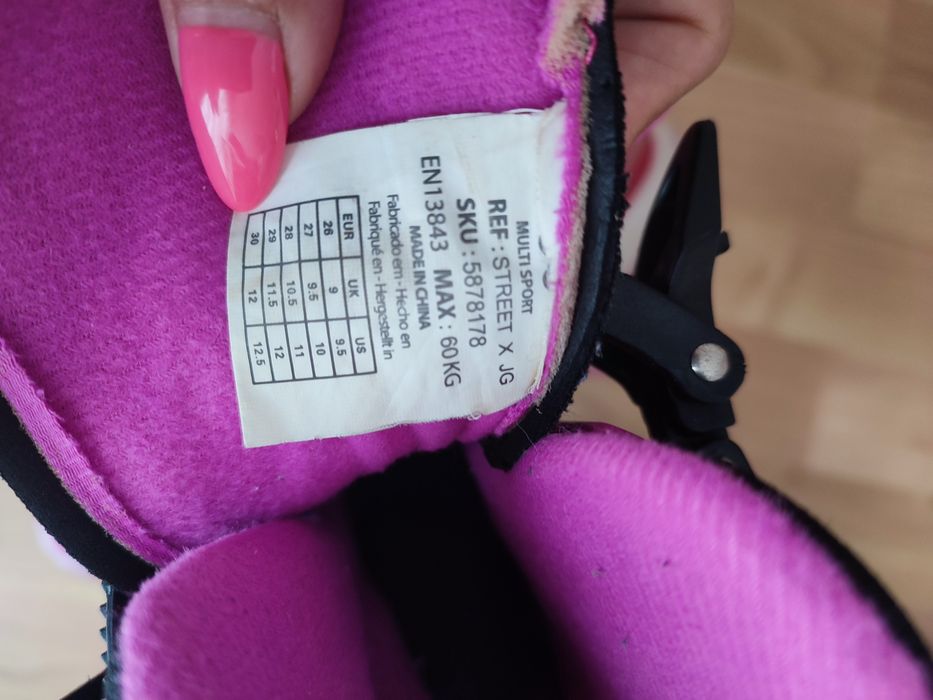 MULTI SPORT
REF : STREET X JG
SKU : 5878178
EN13843 MAX : 60KG
MADE IN CHINA
Fabricado em - Hecho en
Fabriqué en - Hergestellt in
EUR UK US
26 9 9.5
27 9.5 10
28 10.5 11
29 11.5 12
30 12 12.5